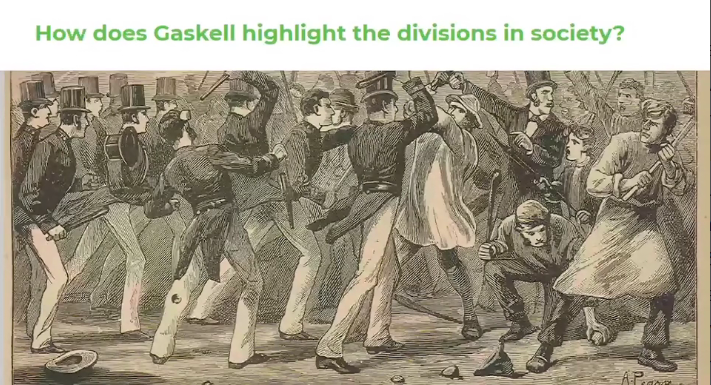 How does Gaskell highlight the divisions in society?